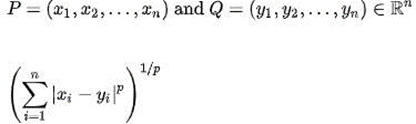 P = (x₁, x₂, …, xₙ) and Q = (y₁, y₂, …, yₙ) ∈ ℝⁿ
(∑ᵢ₌₁ⁿ |xᵢ − yᵢ|ᵖ)^{1/p}